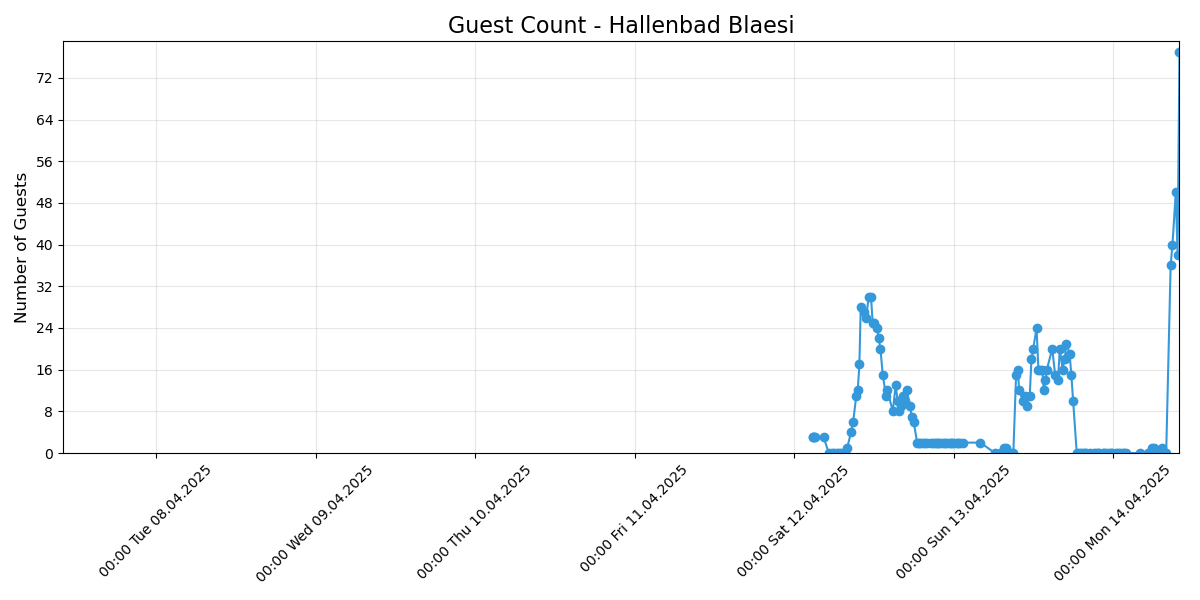 Guest Count - Hallenbad Blaesi
Number of Guests
72
64
56
48
40
32
24
16
8
0
00:00 Tue 08.04.2025
00:00 Wed 09.04.2025
00:00 Thu 10.04.2025
00:00 Fri 11.04.2025
00:00 Sat 12.04.2025
00:00 Sun 13.04.2025
00:00 Mon 14.04.2025